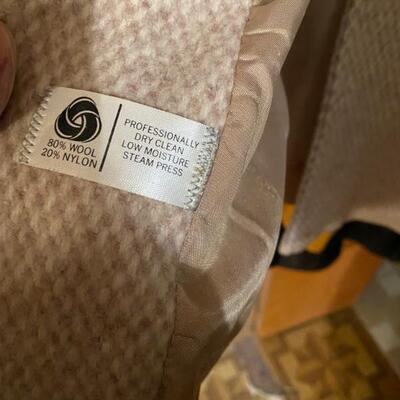 80% WOOL
20% NYLON
PROFESSIONALLY
DRY CLEAN
LOW MOISTURE
STEAM PRESS